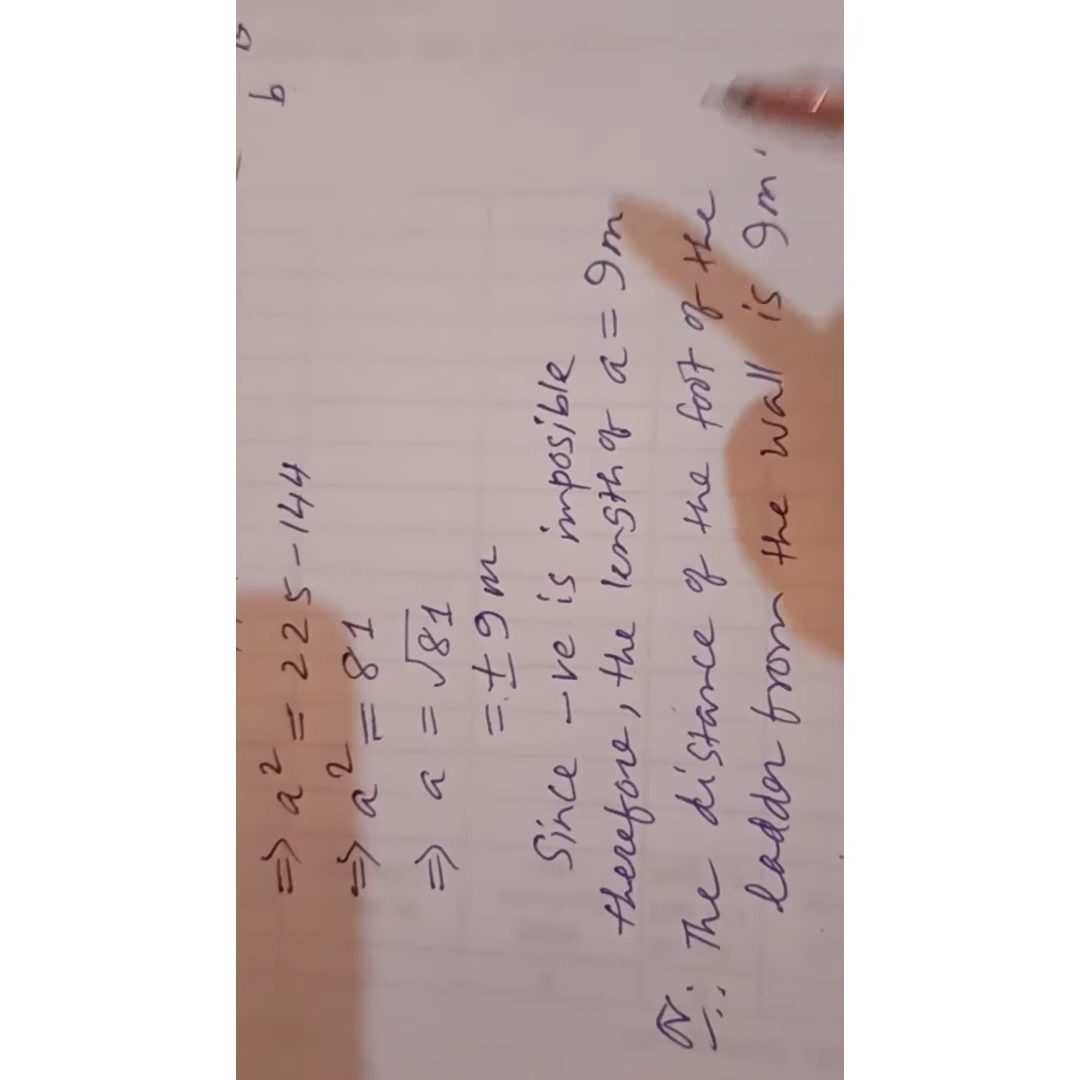 b
⇒ a² = 225 - 144
⇒ a² = 81
⇒ a = √81
= ± 9 m
Since -ve is imposible
therefore, the length of a = 9m
∴ The distance of the foot of the
ladder from the wall is 9m.